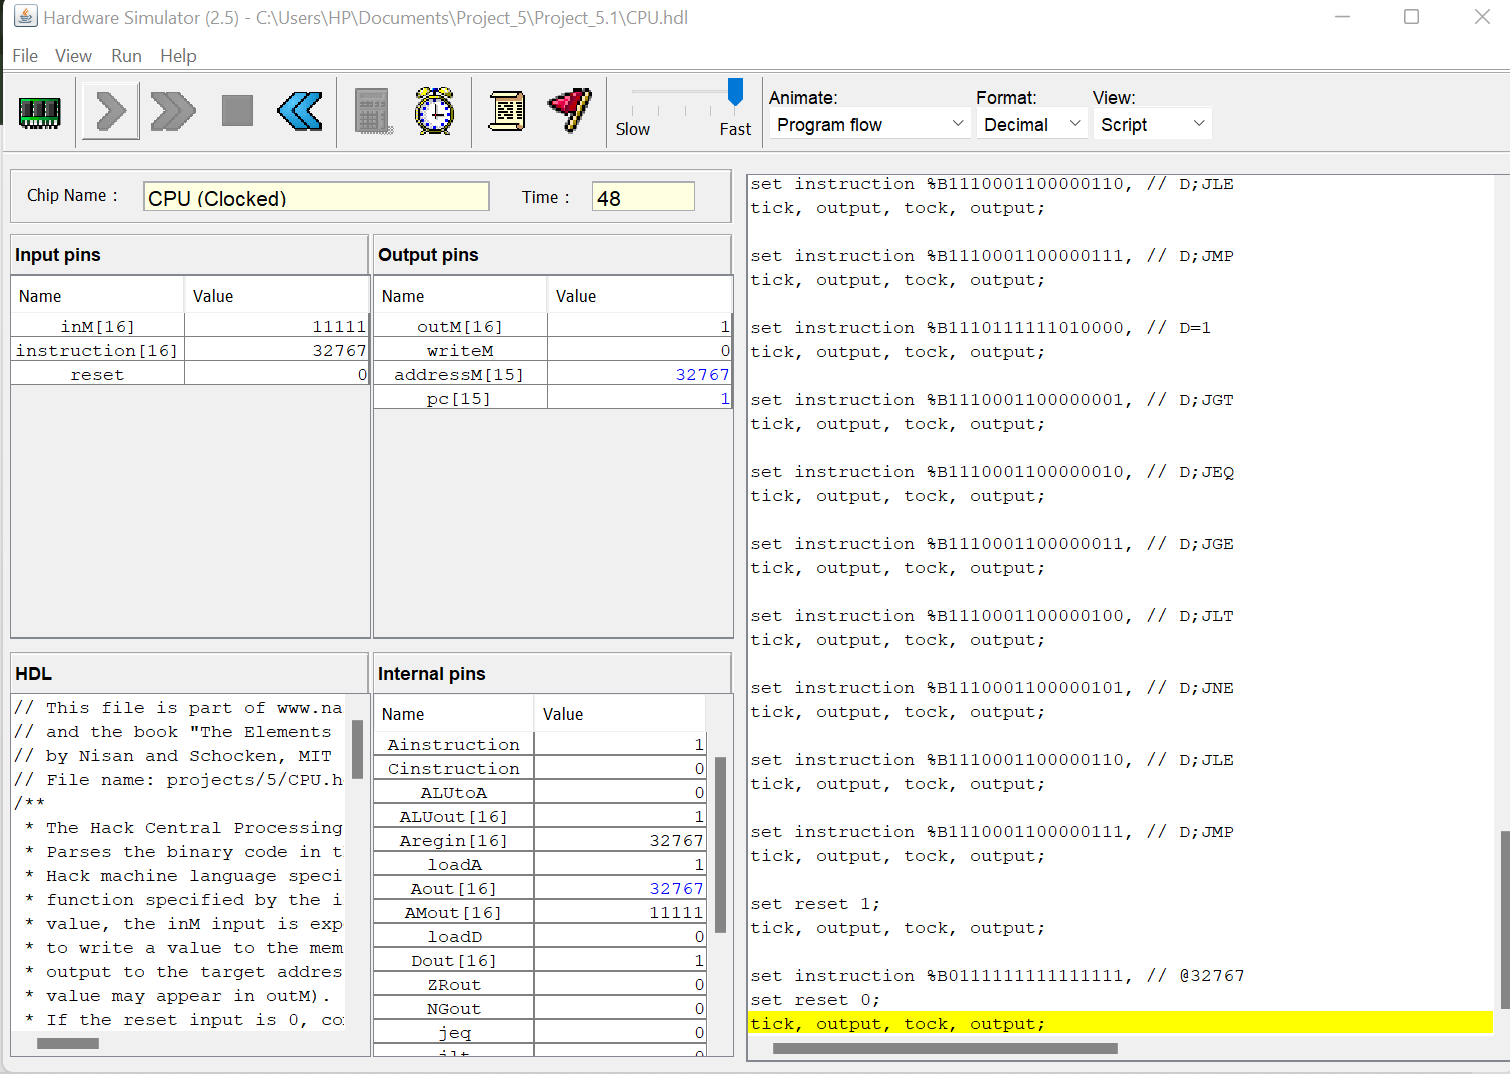 Hardware Simulator (2.5) - C:\Users\HP\Documents\Project_5\Project_5.1\CPU.hdl
File View Run Help
Slow Fast
Animate: Format: View:
Program flow Decimal Script
Chip Name : CPU (Clocked) Time : 48
Input pins
Name Value
inM[16] 11111
instruction[16] 32767
reset 0
Output pins
Name Value
outM[16] 1
writeM 0
addressM[15] 32767
pc[15] 1
HDL
// This file is part of www.na
// and the book "The Elements
// by Nisan and Schocken, MIT
// File name: projects/5/CPU.h
/**
* The Hack Central Processing
* Parses the binary code in t
* Hack machine language speci
* function specified by the i
* value, the inM input is exp
* to write a value to the mem
* output to the target addres
* value may appear in outM).
* If the reset input is 0, co
Internal pins
Name Value
Ainstruction 1
Cinstruction 0
ALUtoA 0
ALUout[16] 1
Aregin[16] 32767
loadA 1
Aout[16] 32767
AMout[16] 11111
loadD 0
Dout[16] 1
ZRout 0
NGout 0
jeq 0
jlt 0
set instruction %B1110001100000110, // D;JLE
tick, output, tock, output;
set instruction %B1110001100000111, // D;JMP
tick, output, tock, output;
set instruction %B1110111111010000, // D=1
tick, output, tock, output;
set instruction %B1110001100000001, // D;JGT
tick, output, tock, output;
set instruction %B1110001100000010, // D;JEQ
tick, output, tock, output;
set instruction %B1110001100000011, // D;JGE
tick, output, tock, output;
set instruction %B1110001100000100, // D;JLT
tick, output, tock, output;
set instruction %B1110001100000101, // D;JNE
tick, output, tock, output;
set instruction %B1110001100000110, // D;JLE
tick, output, tock, output;
set instruction %B1110001100000111, // D;JMP
tick, output, tock, output;
set reset 1;
tick, output, tock, output;
set instruction %B0111111111111111, // @32767
set reset 0;
tick, output, tock, output;